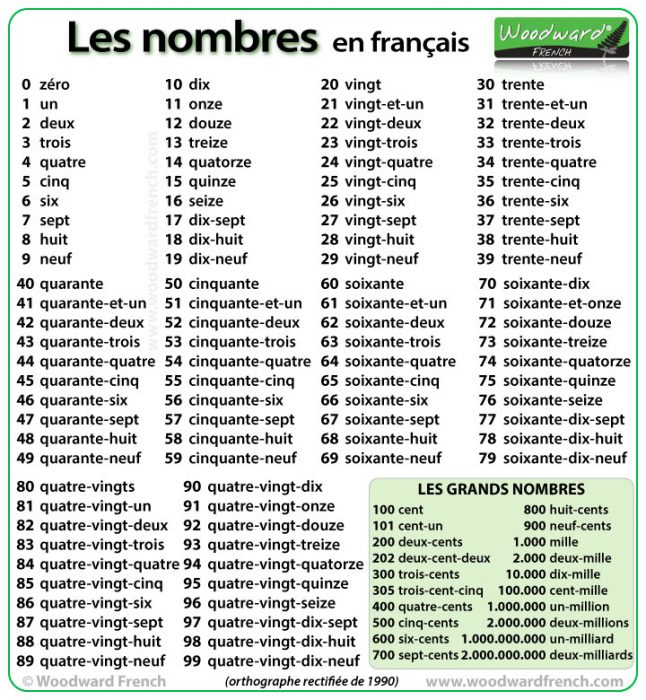 Les nombres en français
Woodward®
FRENCH
0 zéro
1 un
2 deux
3 trois
4 quatre
5 cinq
6 six
7 sept
8 huit
9 neuf
10 dix
11 onze
12 douze
13 treize
14 quatorze
15 quinze
16 seize
17 dix-sept
18 dix-huit
19 dix-neuf
20 vingt
21 vingt-et-un
22 vingt-deux
23 vingt-trois
24 vingt-quatre
25 vingt-cinq
26 vingt-six
27 vingt-sept
28 vingt-huit
29 vingt-neuf
30 trente
31 trente-et-un
32 trente-deux
33 trente-trois
34 trente-quatre
35 trente-cinq
36 trente-six
37 trente-sept
38 trente-huit
39 trente-neuf
40 quarante
41 quarante-et-un
42 quarante-deux
43 quarante-trois
44 quarante-quatre
45 quarante-cinq
46 quarante-six
47 quarante-sept
48 quarante-huit
49 quarante-neuf
50 cinquante
51 cinquante-et-un
52 cinquante-deux
53 cinquante-trois
54 cinquante-quatre
55 cinquante-cinq
56 cinquante-six
57 cinquante-sept
58 cinquante-huit
59 cinquante-neuf
60 soixante
61 soixante-et-un
62 soixante-deux
63 soixante-trois
64 soixante-quatre
65 soixante-cinq
66 soixante-six
67 soixante-sept
68 soixante-huit
69 soixante-neuf
70 soixante-dix
71 soixante-et-onze
72 soixante-douze
73 soixante-treize
74 soixante-quatorze
75 soixante-quinze
76 soixante-seize
77 soixante-dix-sept
78 soixante-dix-huit
79 soixante-dix-neuf
80 quatre-vingts
81 quatre-vingt-un
82 quatre-vingt-deux
83 quatre-vingt-trois
84 quatre-vingt-quatre
85 quatre-vingt-cinq
86 quatre-vingt-six
87 quatre-vingt-sept
88 quatre-vingt-huit
89 quatre-vingt-neuf
90 quatre-vingt-dix
91 quatre-vingt-onze
92 quatre-vingt-douze
93 quatre-vingt-treize
94 quatre-vingt-quatorze
95 quatre-vingt-quinze
96 quatre-vingt-seize
97 quatre-vingt-dix-sept
98 quatre-vingt-dix-huit
99 quatre-vingt-dix-neuf
LES GRANDS NOMBRES
100 cent
101 cent-un
200 deux-cents
202 deux-cent-deux
300 trois-cents
305 trois-cent-cinq
400 quatre-cents
500 cinq-cents
600 six-cents
700 sept-cents
800 huit-cents
900 neuf-cents
1.000 mille
2.000 deux-mille
10.000 dix-mille
100.000 cent-mille
1.000.000 un-million
2.000.000 deux-millions
1.000.000.000 un-milliard
2.000.000.000 deux-milliards
www.woodwardfrench.com
© Woodward French
(orthographe rectifiée de 1990)
www.woodwardfrench.com